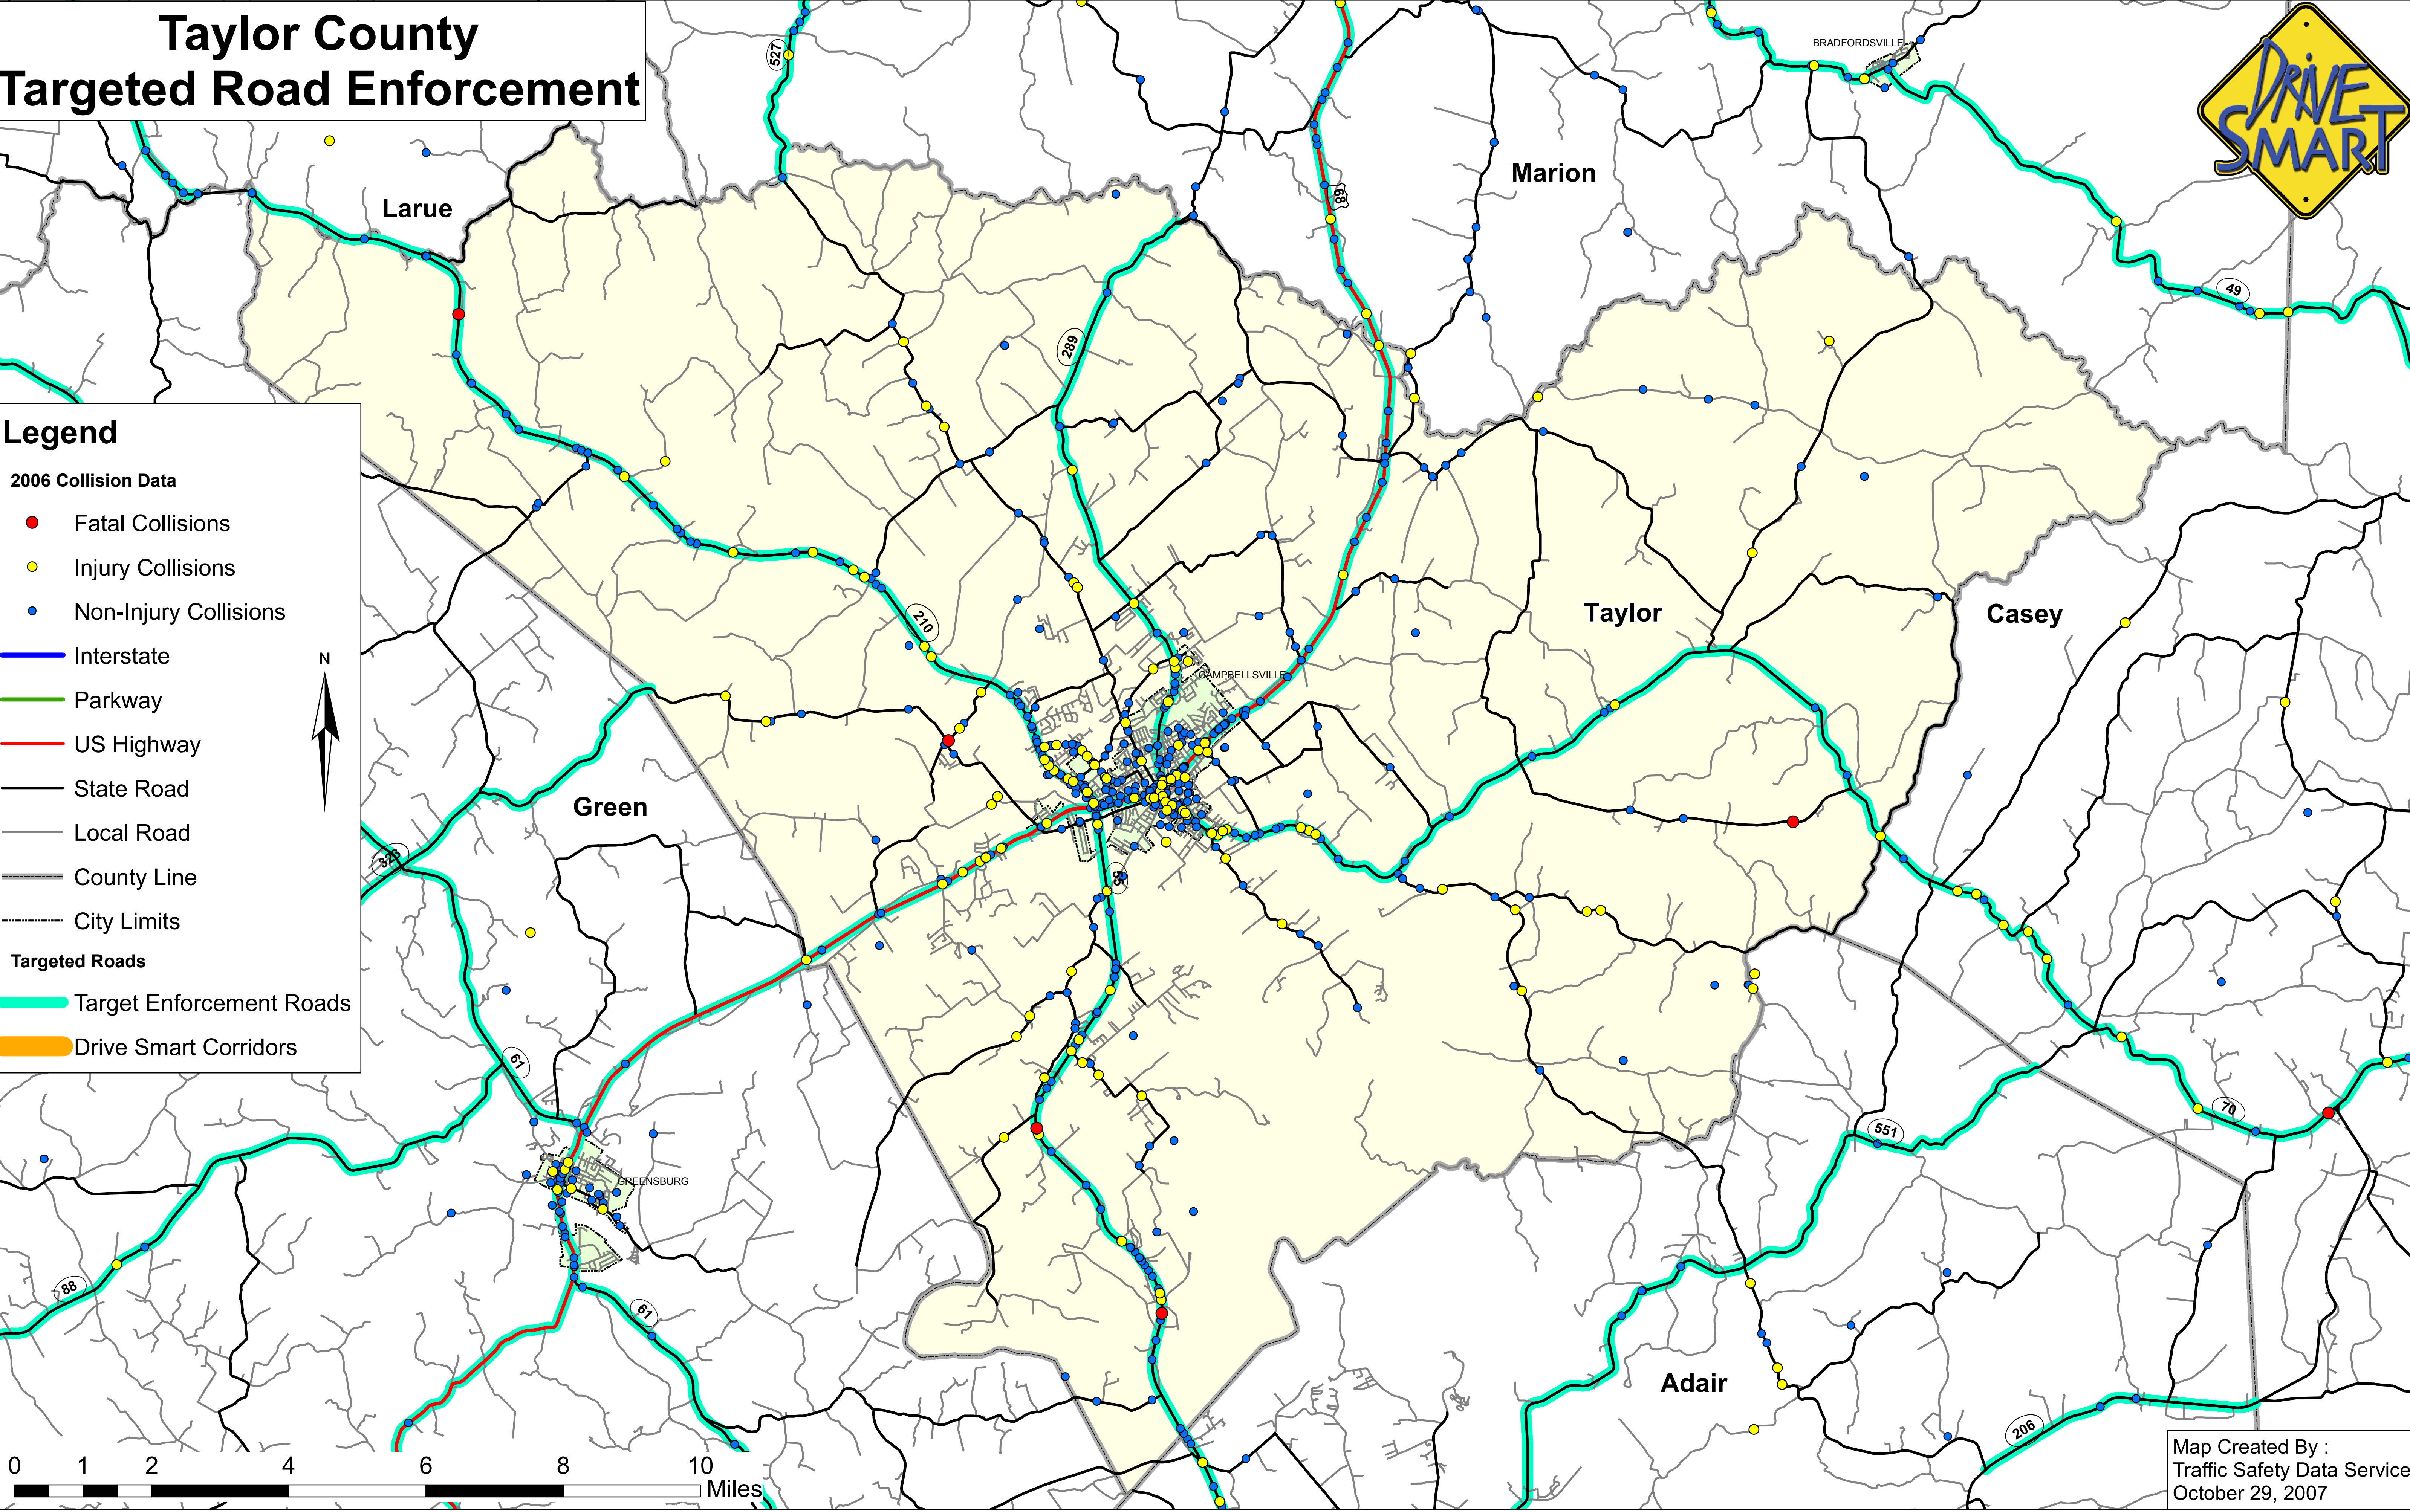 Taylor County
Targeted Road Enforcement
DRIVE
SMART
527
BRADFORDSVILLE
Marion
68
Larue
49
289
Legend
2006 Collision Data
Fatal Collisions
Injury Collisions
Non-Injury Collisions
Interstate
Parkway
US Highway
State Road
Local Road
County Line
City Limits
Targeted Roads
Target Enforcement Roads
Drive Smart Corridors
N
210
Taylor
Casey
CAMPBELLSVILLE
Green
323
55
61
70
551
GREENSBURG
88
61
Adair
206
0 1 2 4 6 8 10
Miles
Map Created By :
Traffic Safety Data Service
October 29, 2007